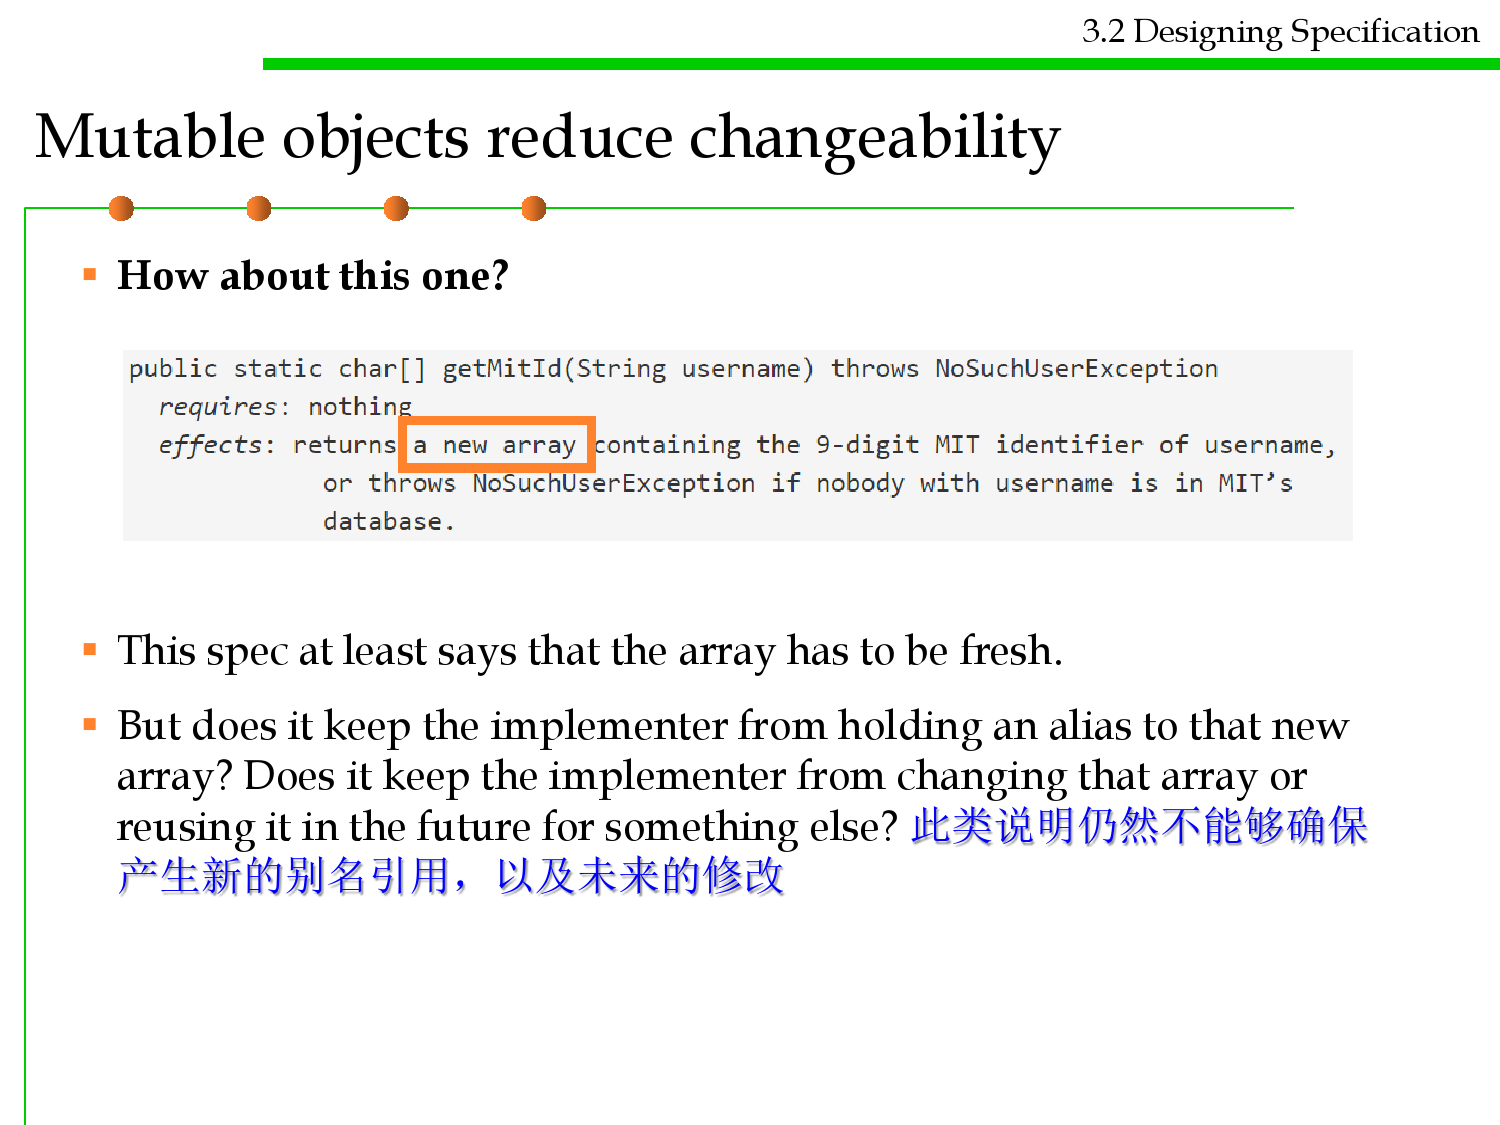 3.2 Designing Specification
Mutable objects reduce changeability
How about this one?
public static char[] getMitId(String username) throws NoSuchUserException
requires: nothing
effects: returns a new array containing the 9-digit MIT identifier of username,
or throws NoSuchUserException if nobody with username is in MIT’s
database.
This spec at least says that the array has to be fresh.
But does it keep the implementer from holding an alias to that new
array? Does it keep the implementer from changing that array or
reusing it in the future for something else? 此类说明仍然不能够确保
产生新的别名引用，以及未来的修改